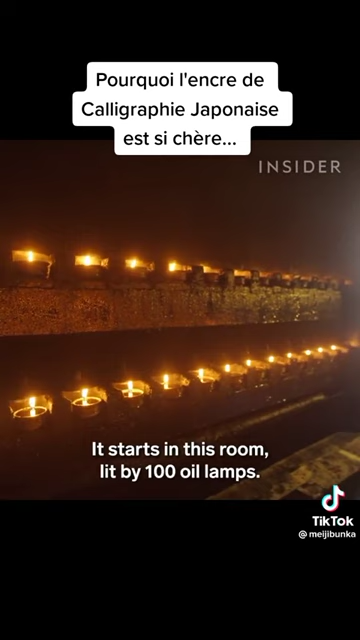 Pourquoi l'encre de
Calligraphie Japonaise
est si chère...
INSIDER
It starts in this room,
lit by 100 oil lamps.
TikTok
@ meijibunka